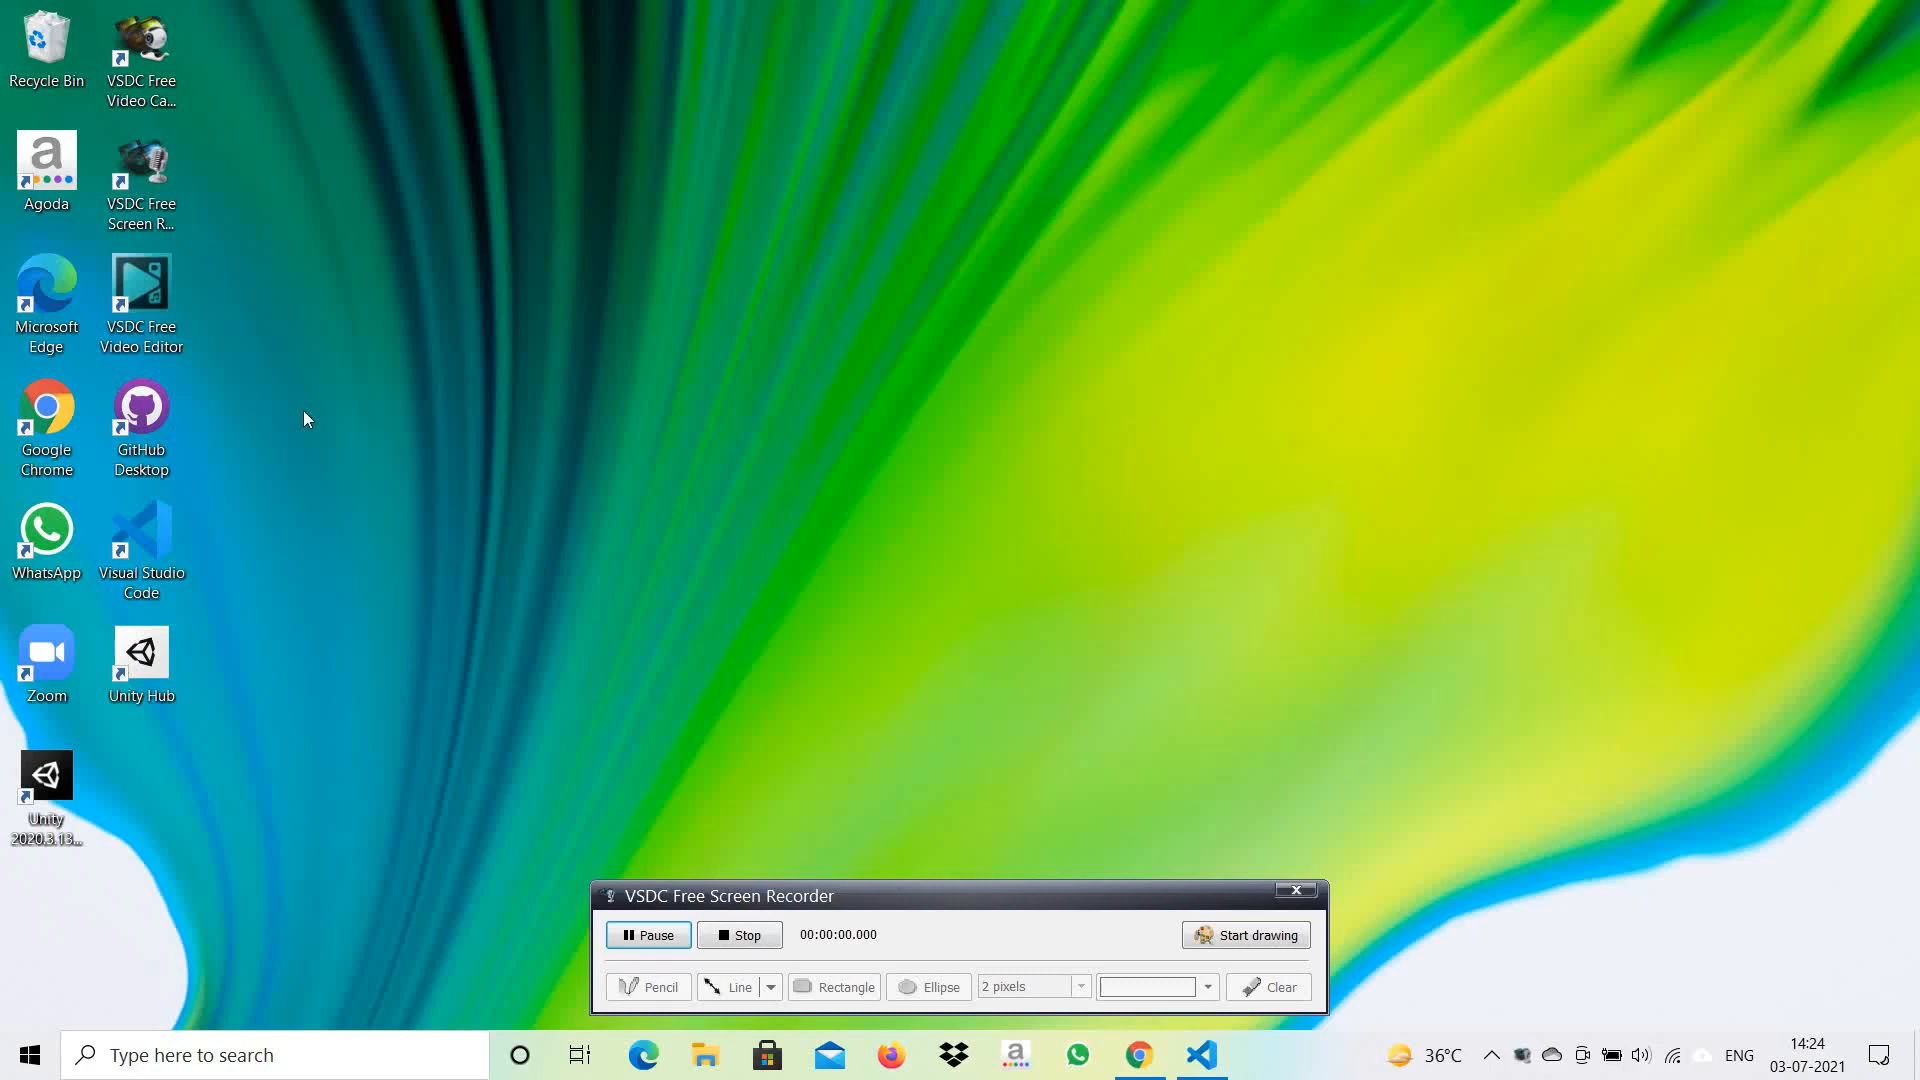 Recycle Bin
VSDC Free
Video Ca...
a
Agoda
VSDC Free
Screen R...
Microsoft
Edge
VSDC Free
Video Editor
Google
Chrome
GitHub
Desktop
WhatsApp
Visual Studio
Code
Zoom
Unity Hub
Unity
2020.3.13...
VSDC Free Screen Recorder
Pause
Stop
00:00:00.000
Start drawing
Pencil
Line
Rectangle
Ellipse
2 pixels
Clear
Type here to search
a
36°C
ENG
14:24
03-07-2021